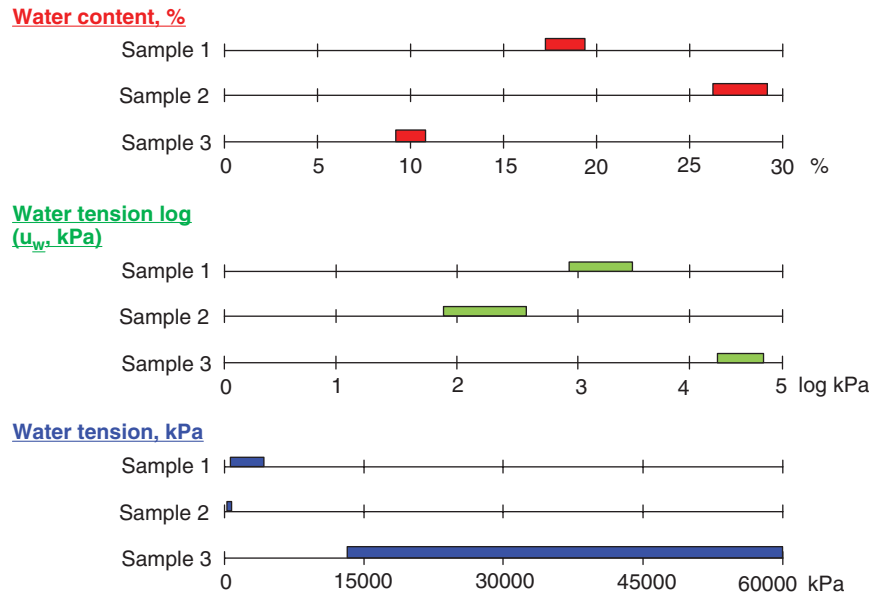 Water content, %
Sample 1
Sample 2
Sample 3
0 5 10 15 20 25 30 %
Water tension log
(uw, kPa)
Sample 1
Sample 2
Sample 3
0 1 2 3 4 5 log kPa
Water tension, kPa
Sample 1
Sample 2
Sample 3
0 15000 30000 45000 60000 kPa